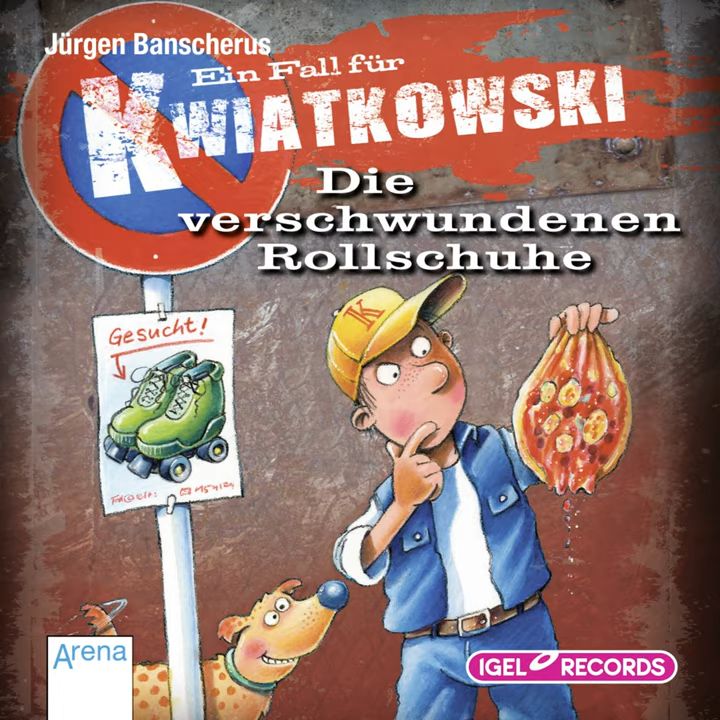 Jürgen Banscherus
Ein Fall für
KWIATKOWSKI
Die
verschwundenen
Rollschuhe
Gesucht!
K
Arena
IGEL RECORDS